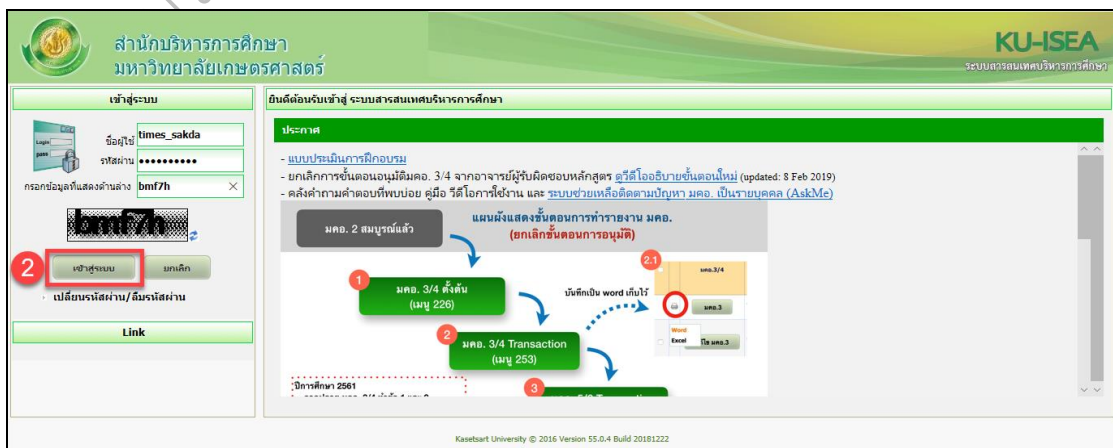 สำนักบริหารการศึกษา
มหาวิทยาลัยเกษตรศาสตร์
KU-ISEA
ระบบสารสนเทศบริหารการศึกษา
เข้าสู่ระบบ
Login
pass
ชื่อผู้ใช้ times_sakda
รหัสผ่าน ••••••••••
กรอกข้อมูลที่แสดงด้านล่าง bmf7h
bmf7h
2
เข้าสู่ระบบ ยกเลิก
เปลี่ยนรหัสผ่าน/ลืมรหัสผ่าน
Link
ยินดีต้อนรับเข้าสู่ ระบบสารสนเทศบริหารการศึกษา
ประกาศ
- แบบประเมินการฝึกอบรม
- ยกเลิกการขั้นตอนอนุมัติมคอ. 3/4 จากอาจารย์ผู้รับผิดชอบหลักสูตร ดูวีดีโออธิบายขั้นตอนใหม่ (updated: 8 Feb 2019)
- คลังคำถามคำตอบที่พบบ่อย คู่มือ วีดีโอการใช้งาน และ ระบบช่วยเหลือติดตามปัญหา มคอ. เป็นรายบุคคล (AskMe)
แผนผังแสดงขั้นตอนการทำรายงาน มคอ.
(ยกเลิกขั้นตอนการอนุมัติ)
มคอ. 2 สมบูรณ์แล้ว
1
มคอ. 3/4 ตั้งต้น
(เมนู 226)
บันทึกเป็น word เก็บไว้
2.1
มคอ.3/4
มคอ.3
Word
Excel
มคอ.3
2
มคอ. 3/4 Transaction
(เมนู 253)
ปีการศึกษา 2561
3
Kasetsart University © 2016 Version 55.0.4 Build 20181222